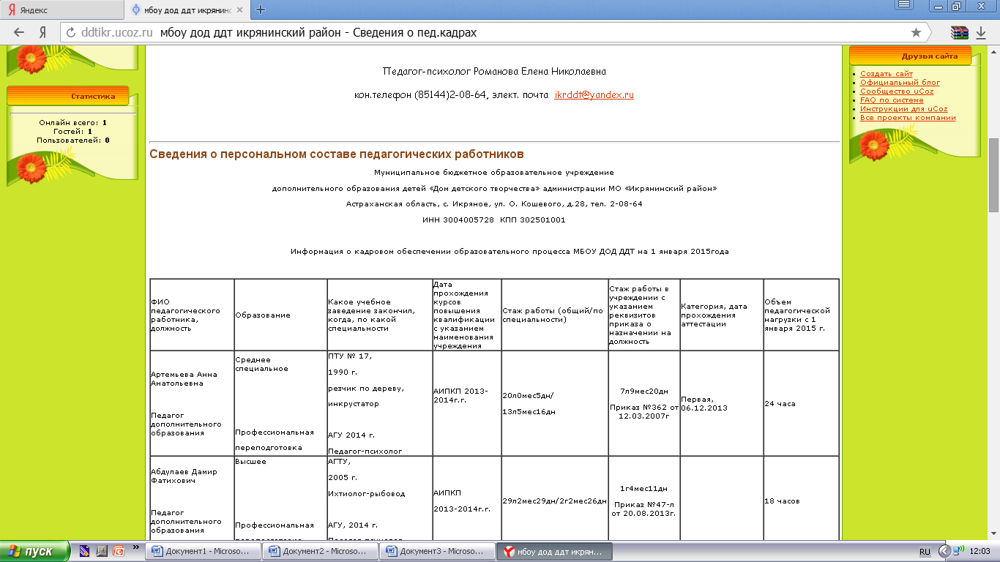 Яндекс
мбоу дод ддт икрянинс
ddtikr.ucoz.ru мбоу дод ддт икрянинский район - Сведения о пед.кадрах
Статистика
Онлайн всего: 1
Гостей: 1
Пользователей: 0
Педагог-психолог Романова Елена Николаевна
кон.телефон (85144)2-08-64, элект. почта ikrddt@yandex.ru
Друзья сайта
Создать сайт
Официальный блог
Сообщество uCoz
FAQ по системе
Инструкции для uCoz
Все проекты компании
Сведения о персональном составе педагогических работников
Муниципальное бюджетное образовательное учреждение
дополнительного образования детей «Дом детского творчества» администрации МО «Икрянинский район»
Астраханская область, с. Икряное, ул. О. Кошевого, д.28, тел. 2-08-64
ИНН 3004005728 КПП 302501001
Информация о кадровом обеспечении образовательного процесса МБОУ ДОД ДДТ на 1 января 2015года
ФИО
педагогического
работника,
должность
Образование
Какое учебное
заведение закончил,
когда, по какой
специальности
Дата
прохождения
курсов
повышения
квалификации
с указанием
наименования
учреждения
Стаж работы (общий/по
специальности)
Стаж работы в
учреждении с
указанием
реквизитов
приказа о
назначении на
должность
Категория, дата
прохождения
аттестации
Объем
педагогической
нагрузки с 1
января 2015 г.
Артемьева Анна
Анатольевна
Педагог
дополнительного
образования
Среднее
специальное
Профессиональная
переподготовка
ПТУ № 17,
1990 г.
резчик по дереву,
инкрустатор
АГУ 2014 г.
Педагог-психолог
АИПКП 2013-
2014г.г.
20л0мес5дн/
13л5мес16дн
7л9мес20дн
Приказ №362 от
12.03.2007г
Первая,
06.12.2013
24 часа
Абдулаев Дамир
Фатихович
Педагог
дополнительного
образования
Высшее
Профессиональная
переподготовка
АГТУ,
2005 г.
Ихтиолог-рыбовод
АГУ, 2014 г.
Педагог-психолог
АИПКП
2013-2014г.г.
29л2мес29дн/2г2мес26дн
1г4мес11дн
Приказ №47-л
от 20.08.2013г.
18 часов
пуск
Документ1 - Microso...
Документ2 - Microso...
Документ3 - Microso...
мбоу дод ддт икрян...
RU
12:03